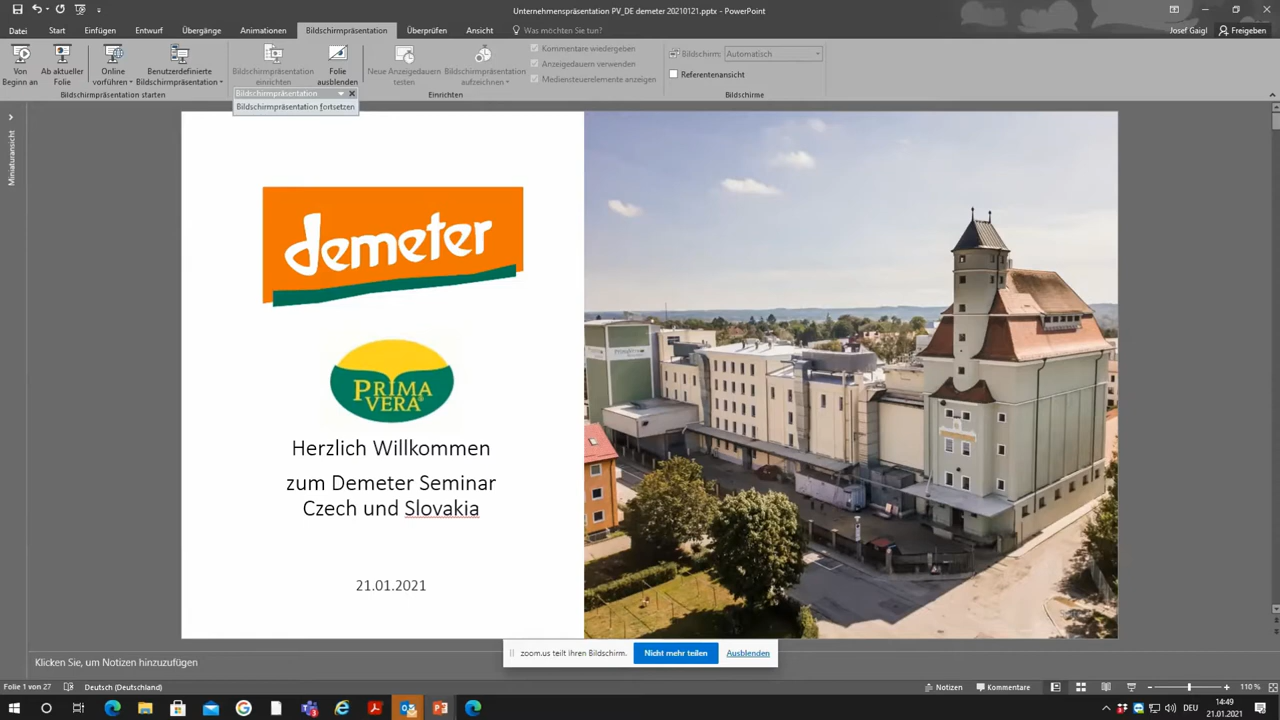 Unternehmenspräsentation PV_DE demeter 20210121.pptx - PowerPoint
Datei
Start
Einfügen
Entwurf
Übergänge
Animationen
Bildschirmpräsentation
Überprüfen
Ansicht
Was möchten Sie tun?
Josef Gaigl
Freigeben
Von Beginn an
Ab aktueller Folie
Online vorführen
Benutzerdefinierte Bildschirmpräsentation
Bildschirmpräsentation einrichten
Folie ausblenden
Neue Anzeigedauern testen
Bildschirmpräsentation aufzeichnen
Kommentare wiedergeben
Anzeigedauern verwenden
Mediensteuerelemente anzeigen
Bildschirm:
Automatisch
Referentenansicht
Bildschirmpräsentation starten
Einrichten
Bildschirme
Bildschirmpräsentation
Bildschirmpräsentation fortsetzen
Miniaturansicht
demeter
PRIMA
VERA®
Herzlich Willkommen
zum Demeter Seminar
Czech und Slovakia
21.01.2021
zoom.us teilt ihren Bildschirm.
Nicht mehr teilen
Ausblenden
Klicken Sie, um Notizen hinzuzufügen
Folie 1 von 27
Deutsch (Deutschland)
Notizen
Kommentare
110 %
DEU
14:49
21.01.2021